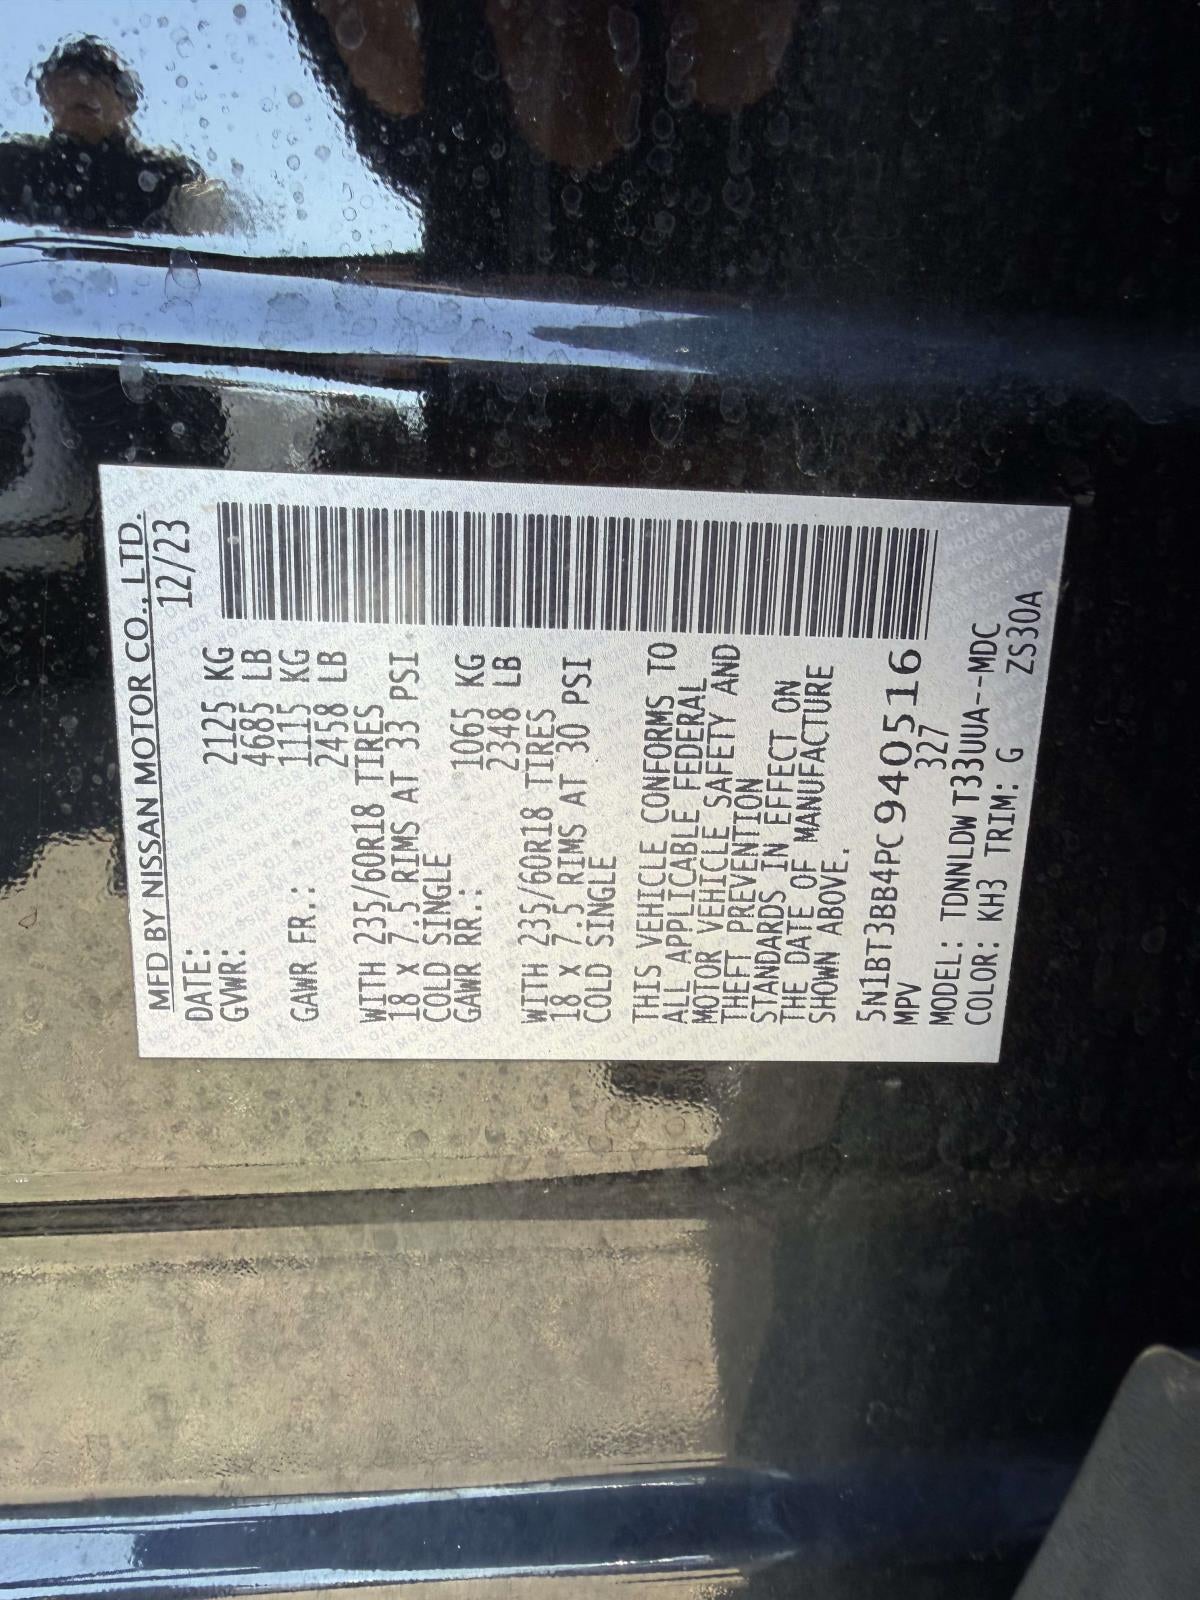 MFD BY NISSAN MOTOR CO., LTD.
DATE: 12/23
GVWR: 2125 KG
4685 LB
GAWR FR.: 1115 KG
2458 LB
WITH 235/60R18 TIRES
18 X 7.5 RIMS AT 33 PSI
COLD SINGLE
GAWR RR.: 1065 KG
2348 LB
WITH 235/60R18 TIRES
18 X 7.5 RIMS AT 30 PSI
COLD SINGLE
THIS VEHICLE CONFORMS TO
ALL APPLICABLE FEDERAL
MOTOR VEHICLE SAFETY AND
THEFT PREVENTION
STANDARDS IN EFFECT ON
THE DATE OF MANUFACTURE
SHOWN ABOVE.
5N1BT3BB4PC940516
MPV 327
MODEL: TDNNLDW T33UUA--MDC
COLOR: KH3 TRIM: G ZS30A